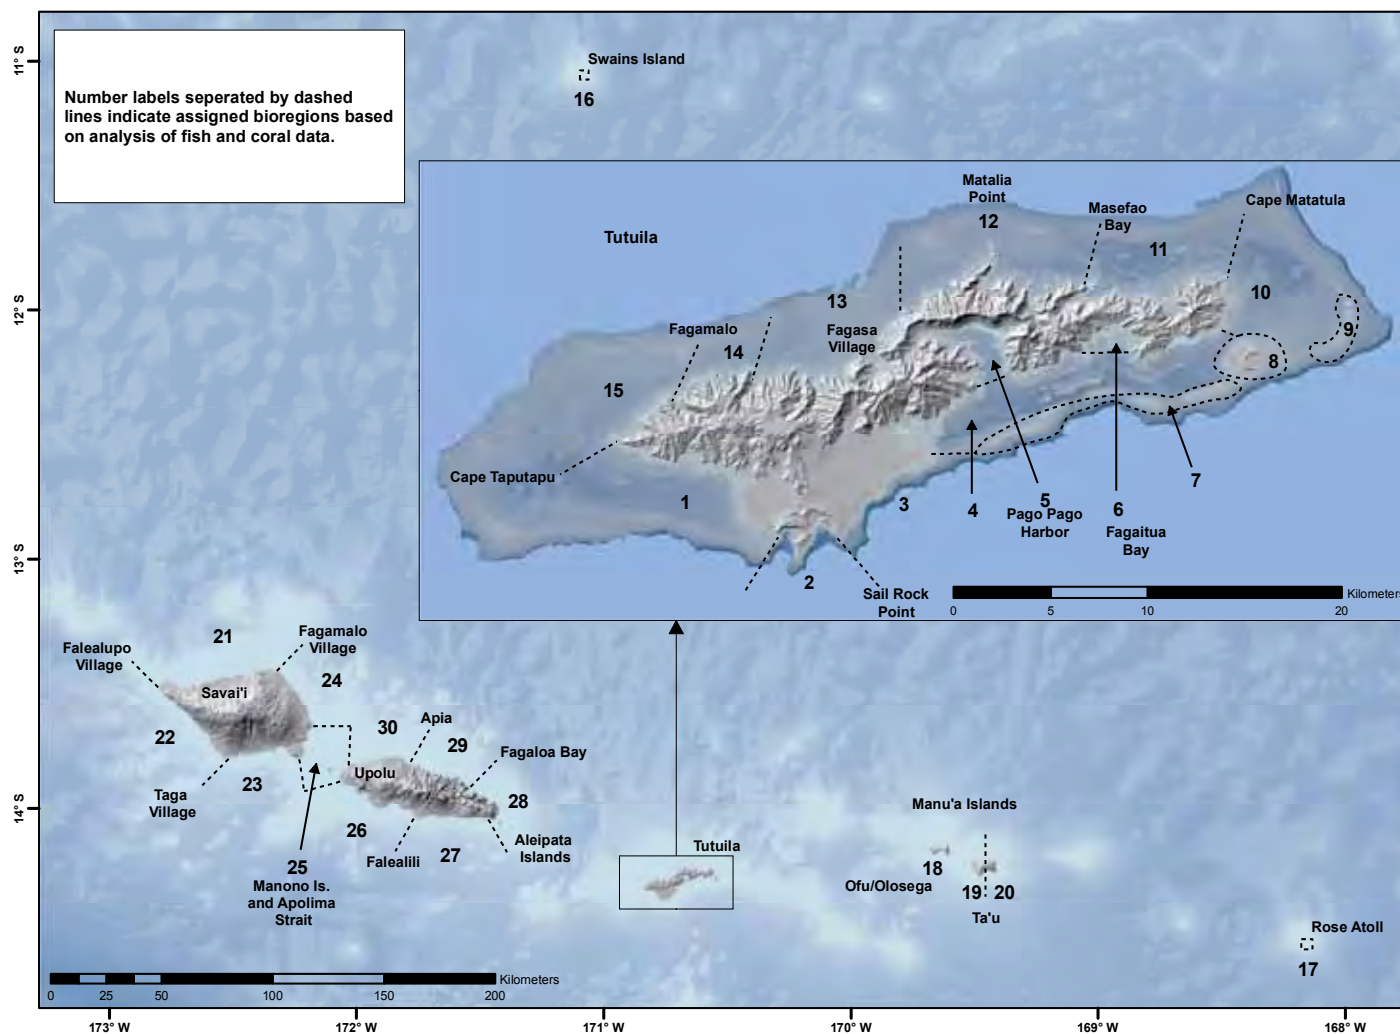 Number labels seperated by dashed
lines indicate assigned bioregions based
on analysis of fish and coral data.
11° S
12° S
13° S
14° S
Swains Island
16
Tutuila
Matalia
Point
12
Masefao
Bay
Cape Matatula
11
10
13
9
Fagamalo
14
Fagasa
Village
8
15
Cape Taputapu
1
3
4
5
Pago Pago
Harbor
6
Fagaitua
Bay
7
2
Sail Rock
Point
0
5
10
20
Kilometers
21
Falealupo
Village
Fagamalo
Village
Savai'i
24
22
30
Apia
29
Fagaloa Bay
Upolu
Taga
Village
23
28
26
Falealili
27
Aleipata
Islands
25
Manono Is.
and Apolima
Strait
Tutuila
Manu'a Islands
18
Ofu/Olosega
19
20
Ta'u
Rose Atoll
17
0
25
50
100
150
200
Kilometers
173° W
172° W
171° W
170° W
169° W
168° W